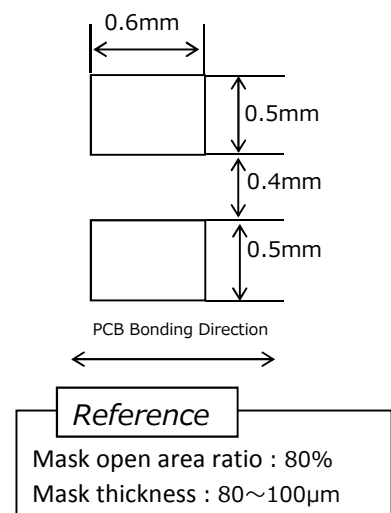 0.6mm
0.5mm
0.4mm
0.5mm
PCB Bonding Direction
Reference
Mask open area ratio : 80%
Mask thickness : 80～100μm